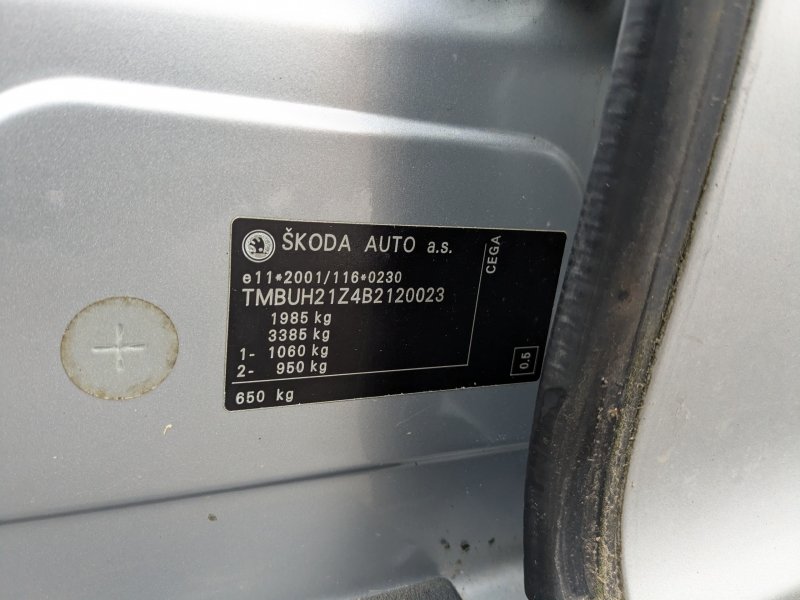 ŠKODA AUTO a.s.
e11*2001/116*0230
TMBUH21Z4B2120023
1985 kg
3385 kg
1- 1060 kg
2- 950 kg
650 kg
CEGA
0.5